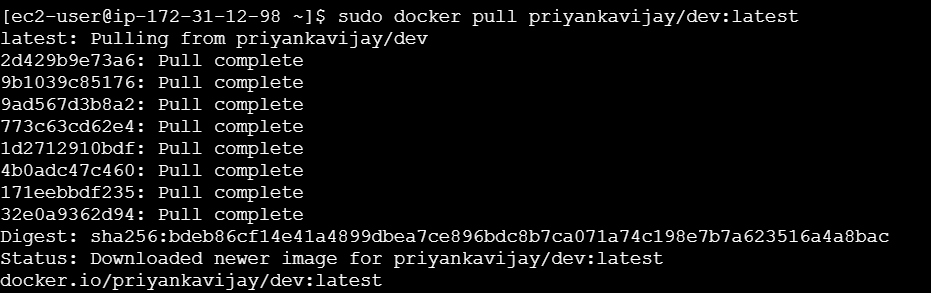 [ec2-user@ip-172-31-12-98 ~]$ sudo docker pull priyankavijay/dev:latest
latest: Pulling from priyankavijay/dev
2d429b9e73a6: Pull complete
9b1039c85176: Pull complete
9ad567d3b8a2: Pull complete
773c63cd62e4: Pull complete
1d2712910bdf: Pull complete
4b0adc47c460: Pull complete
171eebbdf235: Pull complete
32e0a9362d94: Pull complete
Digest: sha256:bdeb86cf14e41a4899dbea7ce896bdc8b7ca071a74c198e7b7a623516a4a8bac
Status: Downloaded newer image for priyankavijay/dev:latest
docker.io/priyankavijay/dev:latest